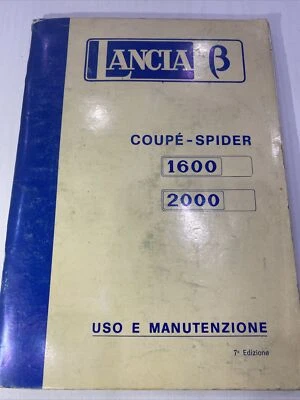 LANCIA β
COUPÉ-SPIDER
1600
2000
USO E MANUTENZIONE
7ª Edizione